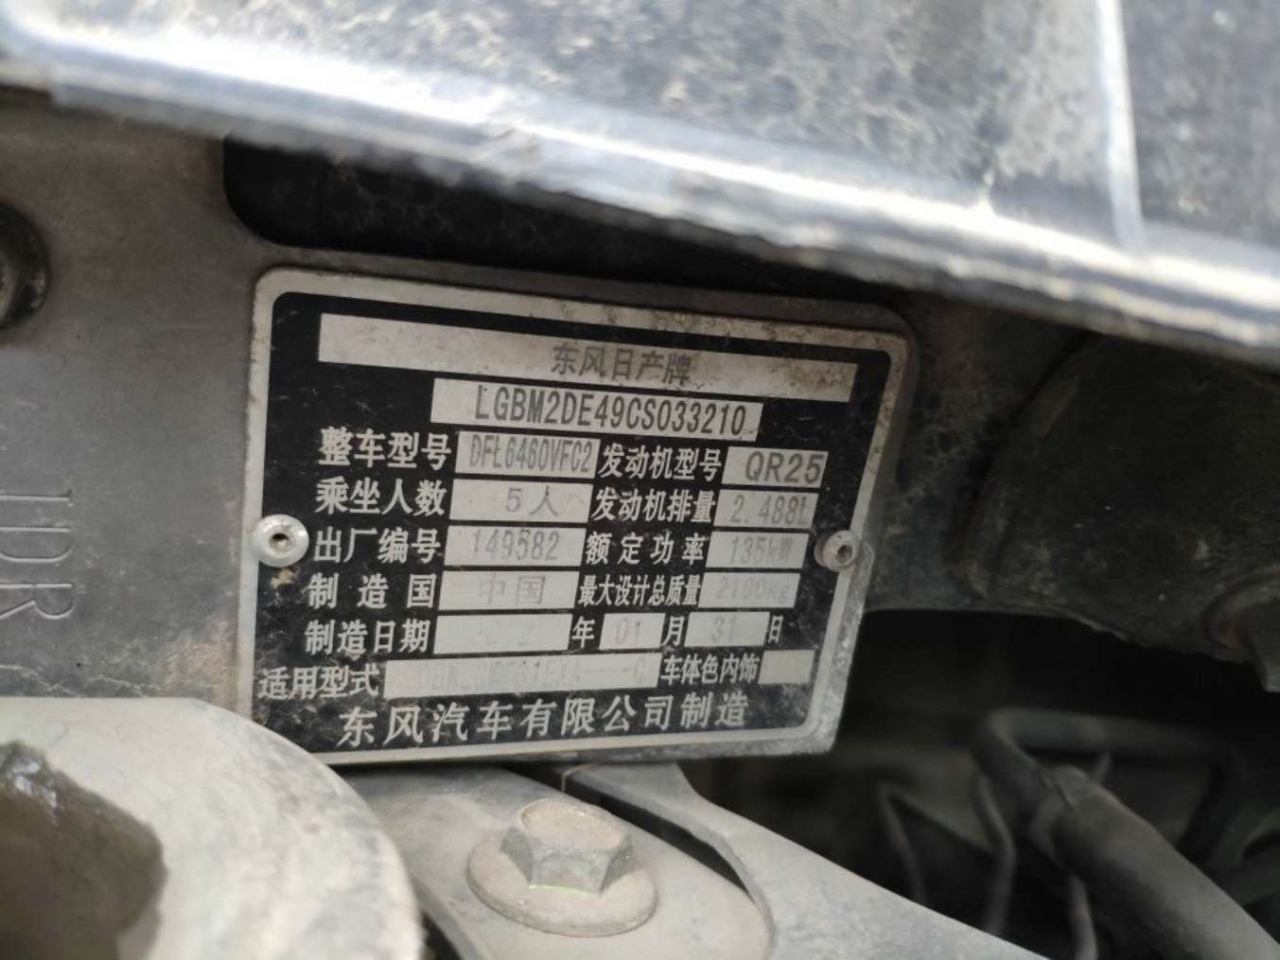 东风日产牌
LGBM2DE49CS033210
整车型号 DFL6460VFC2 发动机型号 QR25
乘坐人数 5人 发动机排量 2.488L
出厂编号 149582 额定功率 135kW
制造国 中国 最大设计总质量 2100kg
制造日期 2012 年 01 月 31 日
适用型式 车体色内饰
东风汽车有限公司制造